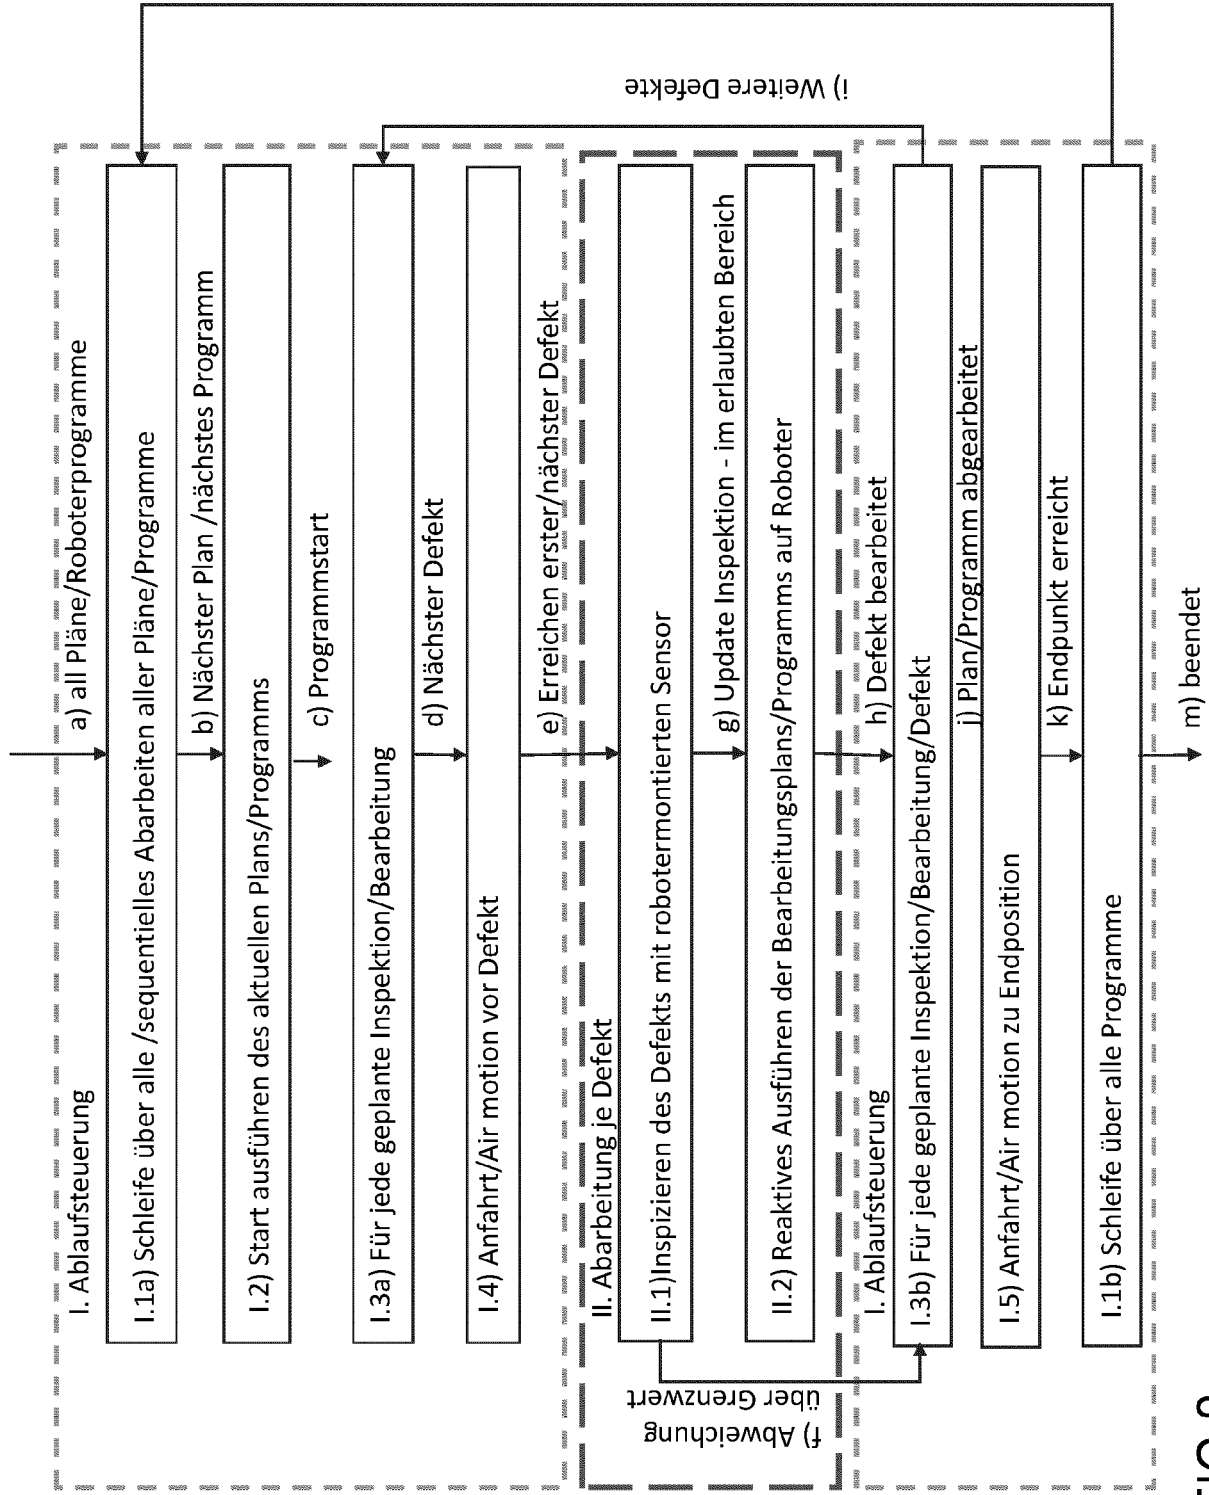 a) all Pläne/Roboterprogramme
I. Ablaufsteuerung
I.1a) Schleife über alle /sequentielles Abarbeiten aller Pläne/Programme
b) Nächster Plan /nächstes Programm
I.2) Start ausführen des aktuellen Plans/Programms
c) Programmstart
I.3a) Für jede geplante Inspektion/Bearbeitung
d) Nächster Defekt
I.4) Anfahrt/Air motion vor Defekt
e) Erreichen erster/nächster Defekt
II. Abarbeitung je Defekt
II.1)Inspizieren des Defekts mit robotermontierten Sensor
g) Update Inspektion - im erlaubten Bereich
II.2) Reaktives Ausführen der Bearbeitungsplans/Programms auf Roboter
f) Abweichung
über Grenzwert
h) Defekt bearbeitet
I. Ablaufsteuerung
I.3b) Für jede geplante Inspektion/Bearbeitung/Defekt
i) Weitere Defekte
j) Plan/Programm abgearbeitet
I.5) Anfahrt/Air motion zu Endposition
k) Endpunkt erreicht
I.1b) Schleife über alle Programme
m) beendet